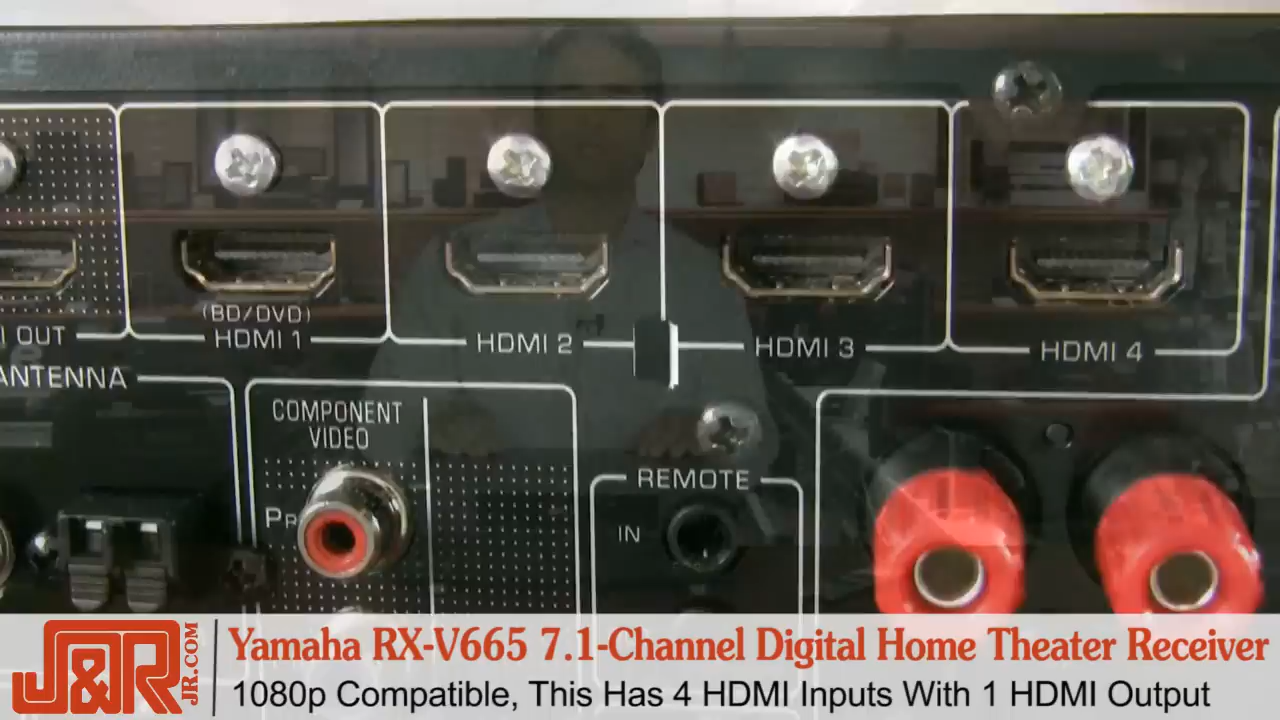 (BD/DVD)
HDMI 1
HDMI 2
HDMI 3
HDMI 4
OUT
ANTENNA
COMPONENT
VIDEO
PR
REMOTE
IN
J&R
JR.COM
Yamaha RX-V665 7.1-Channel Digital Home Theater Receiver
1080p Compatible, This Has 4 HDMI Inputs With 1 HDMI Output